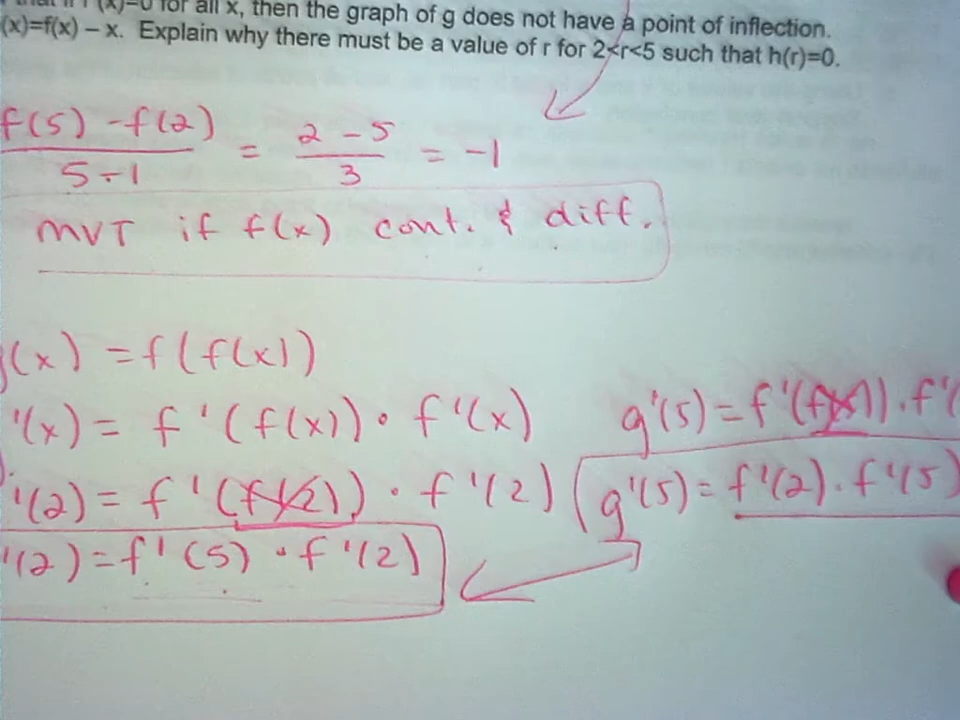 that if f''(x)=0 for all x, then the graph of g does not have a point of inflection.
(x)=f(x) – x. Explain why there must be a value of r for 2<r<5 such that h(r)=0.
f(5) - f(2) / 5-1 = 2 - 5 / 3 = -1
MVT if f(x) cont. & diff.
g(x) = f(f(x))
'(x) = f'(f(x)) · f'(x)
g'(5) = f'(f(x)) · f'(
'(2) = f'(f(2)) · f'(2)
g'(5) = f'(2) · f'(5)
'(2) = f'(5) · f'(2)